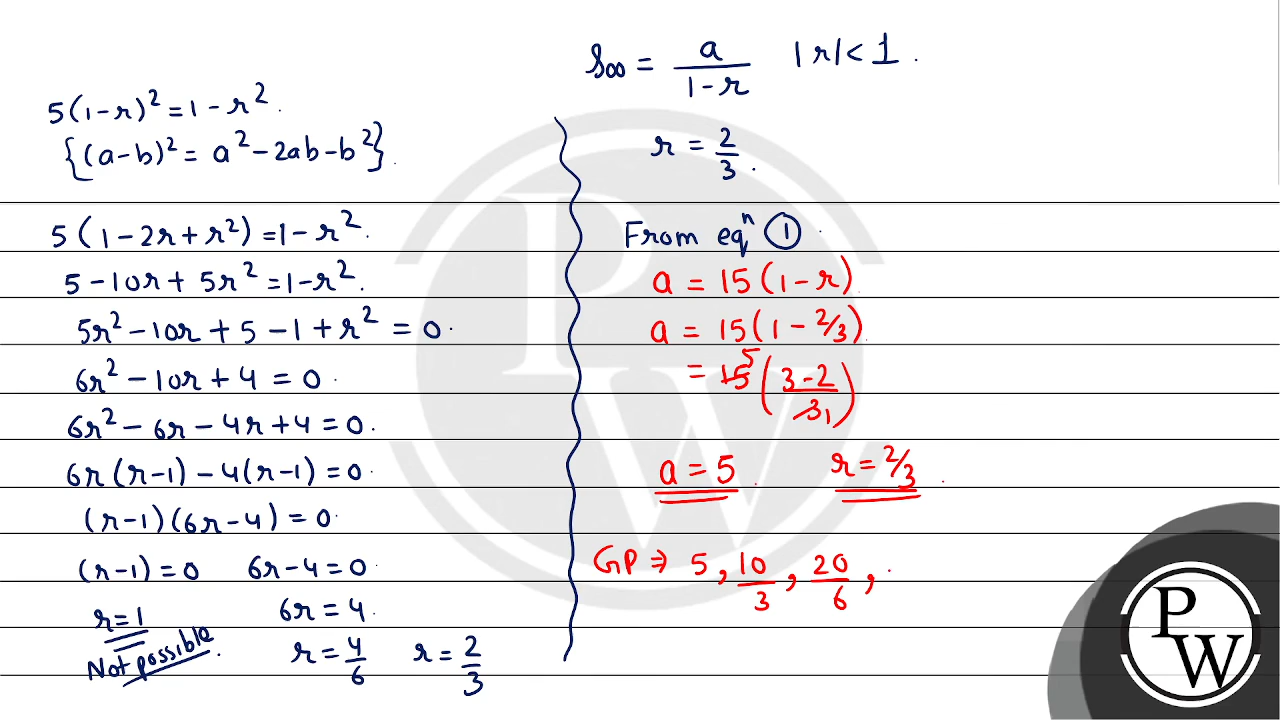 5(1-r)² = 1-r².
{(a-b)² = a²-2ab-b²}.
5(1-2r+r²) = 1-r².
5-10r+5r² = 1-r².
5r²-10r+5-1+r² = 0.
6r²-10r+4 = 0.
6r²-6r-4r+4 = 0.
6r(r-1)-4(r-1) = 0.
(r-1)(6r-4) = 0.
(r-1) = 0 6r-4 = 0.
r = 1 6r = 4.
Not possible. r = 4/6 r = 2/3
S∞ = a/(1-r) |r| < 1.
r = 2/3.
From eqⁿ ①.
a = 15(1-r).
a = 15(1-2/3).
= 15 5 ((3-2)/3 1)
a = 5. r = 2/3.
GP ⇒ 5, 10/3, 20/6, .
PW
PW